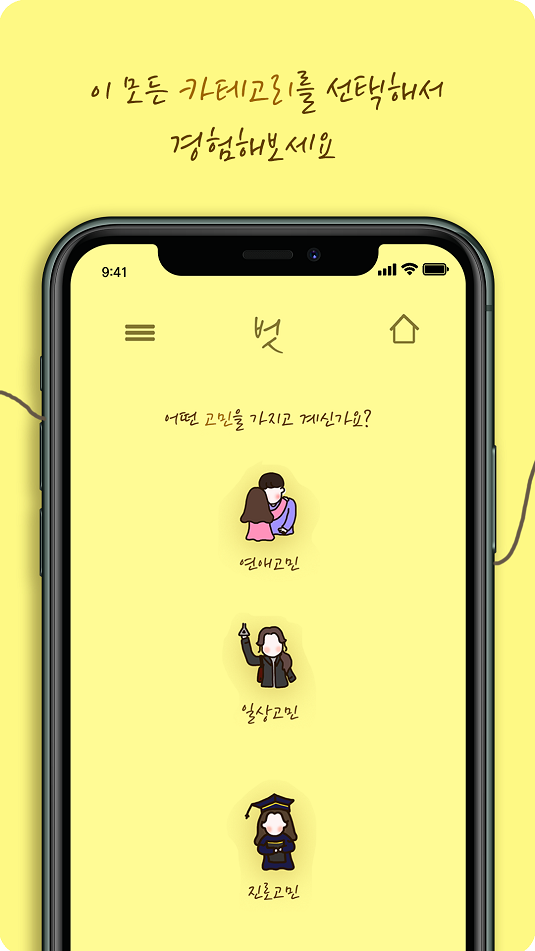 이 모든 카테고리를 선택해서
경험해보세요
9:41
벗
어떤 고민을 가지고 계신가요?
연애고민
일상고민
진로고민